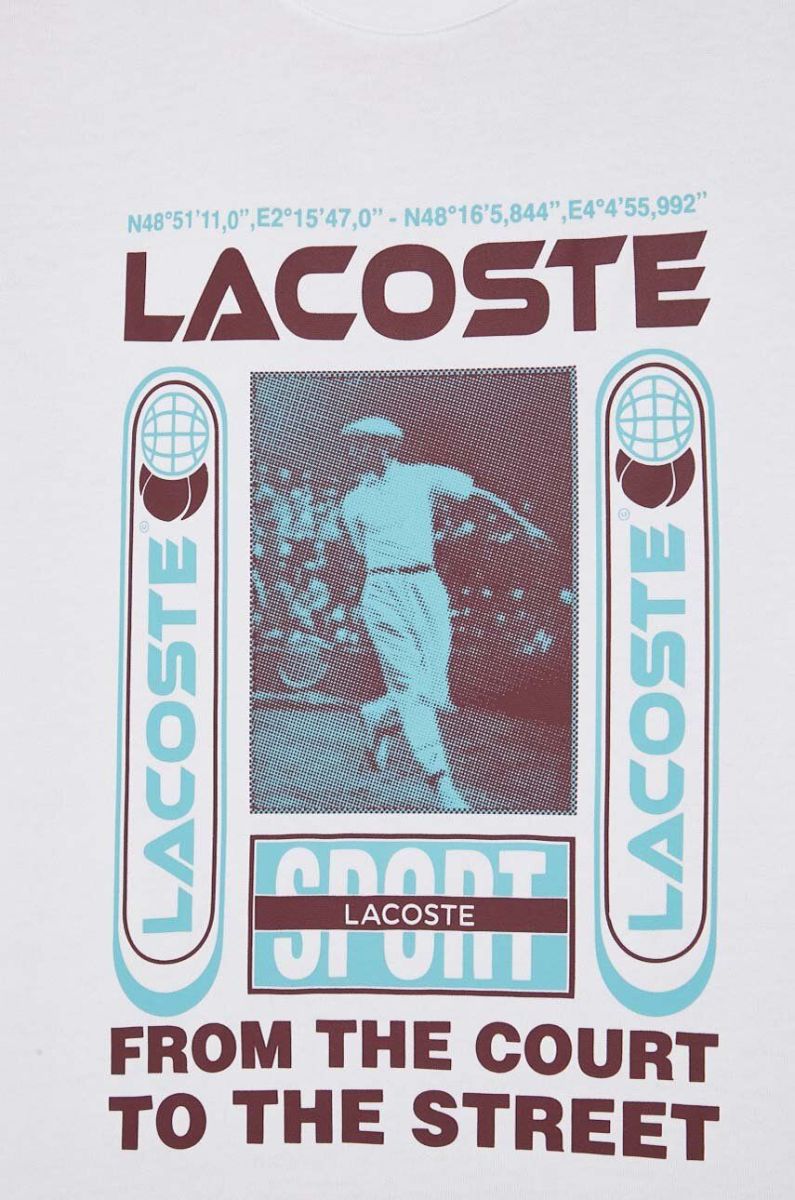 N48°51'11,0",E2°15'47,0" - N48°16'5,844",E4°4'55,992"
LACOSTE
LACOSTE
©
LACOSTE
©
SPORT
LACOSTE
FROM THE COURT
TO THE STREET